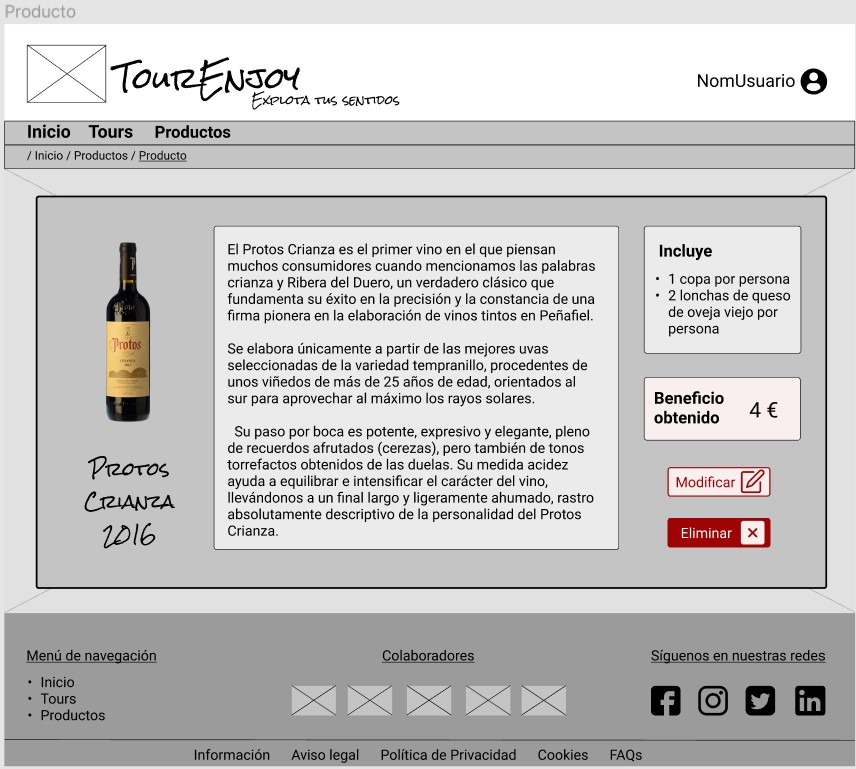 Producto
TourEnjoy
Explota tus sentidos
NomUsuario
Inicio Tours Productos
/ Inicio / Productos / Producto
Protos
CRIANZA
Protos
Crianza
2016
El Protos Crianza es el primer vino en el que piensan
muchos consumidores cuando mencionamos las palabras
crianza y Ribera del Duero, un verdadero clásico que
fundamenta su éxito en la precisión y la constancia de una
firma pionera en la elaboración de vinos tintos en Peñafiel.
Se elabora únicamente a partir de las mejores uvas
seleccionadas de la variedad tempranillo, procedentes de
unos viñedos de más de 25 años de edad, orientados al
sur para aprovechar al máximo los rayos solares.
Su paso por boca es potente, expresivo y elegante, pleno
de recuerdos afrutados (cerezas), pero también de tonos
torrefactos obtenidos de las duelas. Su medida acidez
ayuda a equilibrar e intensificar el carácter del vino,
llevándonos a un final largo y ligeramente ahumado, rastro
absolutamente descriptivo de la personalidad del Protos
Crianza.
Incluye
• 1 copa por persona
• 2 lonchas de queso
de oveja viejo por
persona
Beneficio
obtenido
4 €
Modificar
Eliminar
Menú de navegación
• Inicio
• Tours
• Productos
Colaboradores
Síguenos en nuestras redes
Información Aviso legal Política de Privacidad Cookies FAQs